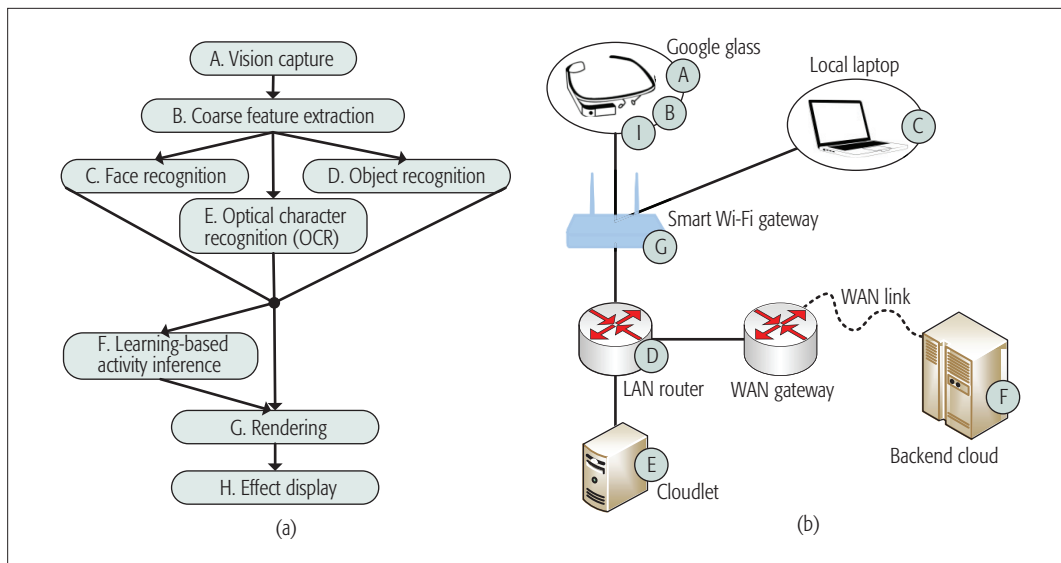 A. Vision capture
B. Coarse feature extraction
C. Face recognition
D. Object recognition
E. Optical character
recognition (OCR)
F. Learning-based
activity inference
G. Rendering
H. Effect display
(a)
Google glass
A
B
I
Local laptop
C
Smart Wi-Fi gateway
G
WAN link
D
LAN router
WAN gateway
F
Backend cloud
E
Cloudlet
(b)